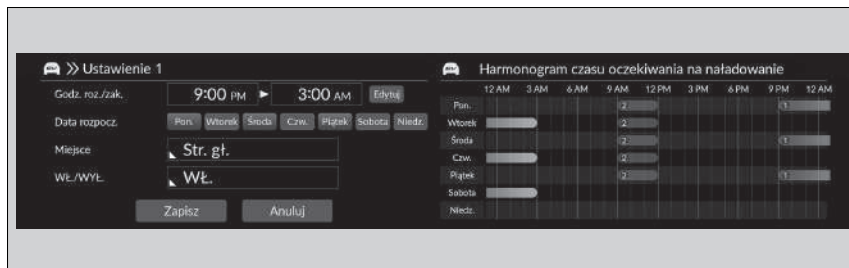 Ustawienie 1
Godz. roz./zak. 9:00 PM 3:00 AM Edytuj
Data rozpocz. Pon. Wtorek Środa Czw. Piątek Sobota Niedz.
Miejsce Str. gł.
WŁ./WYŁ. WŁ.
Zapisz Anuluj
Harmonogram czasu oczekiwania na naładowanie
12 AM 3 AM 6 AM 9 AM 12 PM 3 PM 6 PM 9 PM 12 AM
Pon. 2 1
Wtorek 2
Środa 2 1
Czw. 2
Piątek 2 1
Sobota
Niedz.